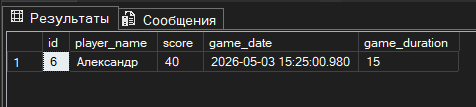 Результаты Сообщения
id player_name score game_date game_duration
1 6 Александр 40 2026-05-03 15:25:00.980 15